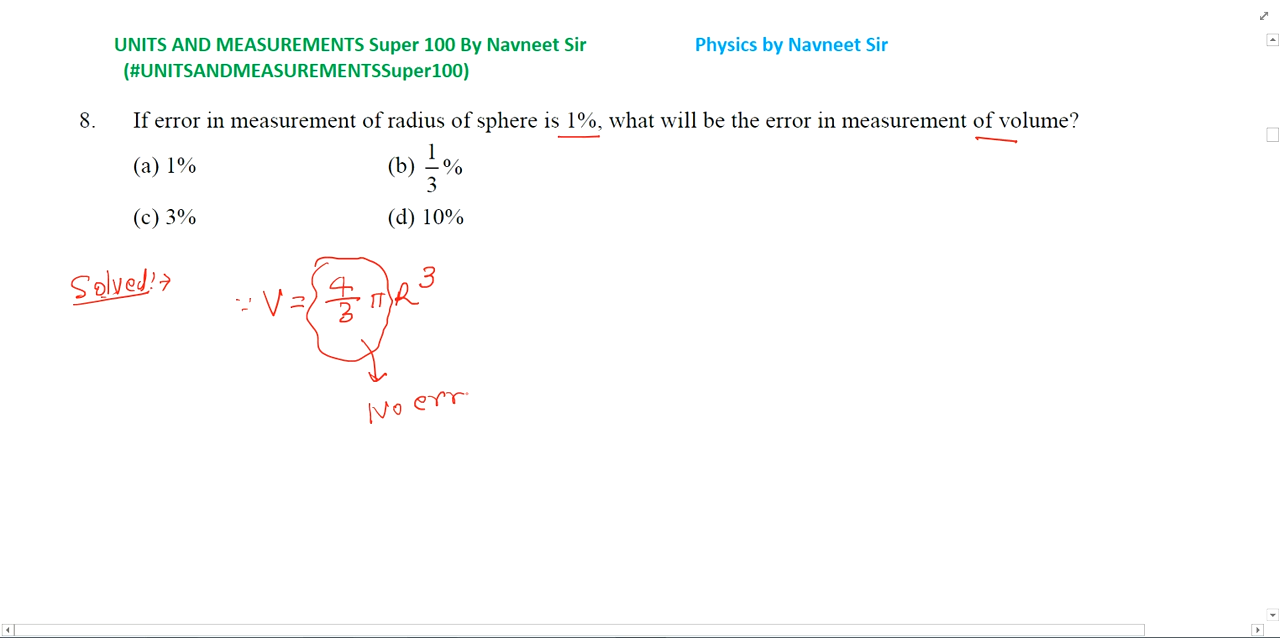 UNITS AND MEASUREMENTS Super 100 By Navneet Sir
Physics by Navneet Sir
(#UNITSANDMEASUREMENTSSuper100)
8. If error in measurement of radius of sphere is 1%, what will be the error in measurement of volume?
(a) 1% (b) 1/3 %
(c) 3% (d) 10%
Solved:→
∵ V = 4/3 π R³
No err